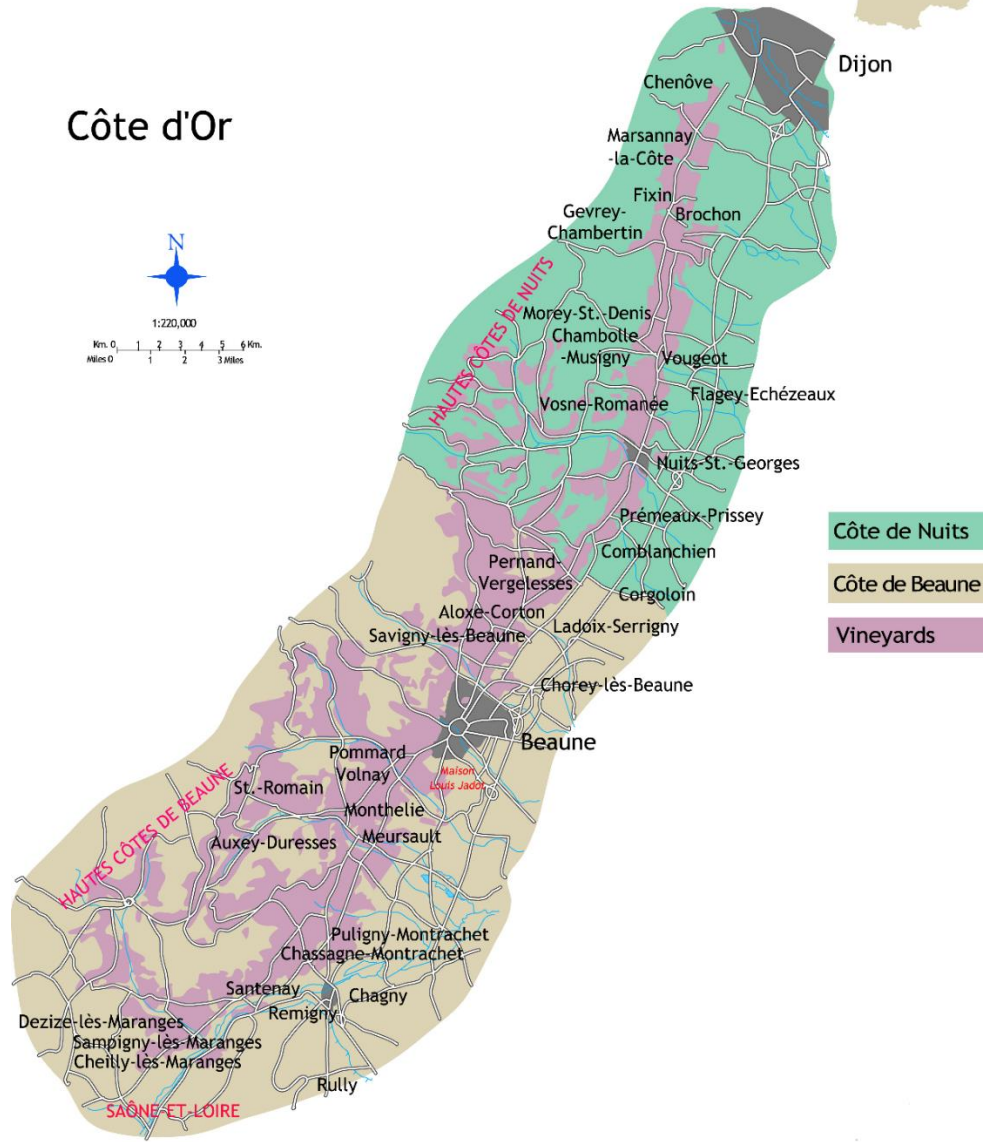 Dijon
Chenôve
Côte d'Or
Marsannay
-la-Côte
Fixin
Gevrey-
Chambertin
Brochon
N
HAUTES CÔTES DE NUITS
1:220,000
Km. 0 1 2 3 4 5 6 Km.
Miles 0 1 2 3 Miles
Morey-St.-Denis
Chambolle
-Musigny
Vougeot
Flagey-Echézeaux
Vosne-Romanée
Nuits-St.-Georges
Prémeaux-Prissey
Côte de Nuits
Comblanchien
Pernand-
Vergelesses
Côte de Beaune
Corgoloin
Aloxe-Corton
Ladoix-Serrigny
Savigny-lès-Beaune
Vineyards
Chorey-lès-Beaune
Beaune
Pommard
Volnay
Maison
Louis Jadot
St.-Romain
HAUTES CÔTES DE BEAUNE
Monthelie
Meursault
Auxey-Duresses
Puligny-Montrachet
Chassagne-Montrachet
Santenay
Chagny
Remigny
Dezize-lès-Maranges
Sampigny-lès-Maranges
Cheilly-lès-Maranges
Rully
SAÔNE-ET-LOIRE